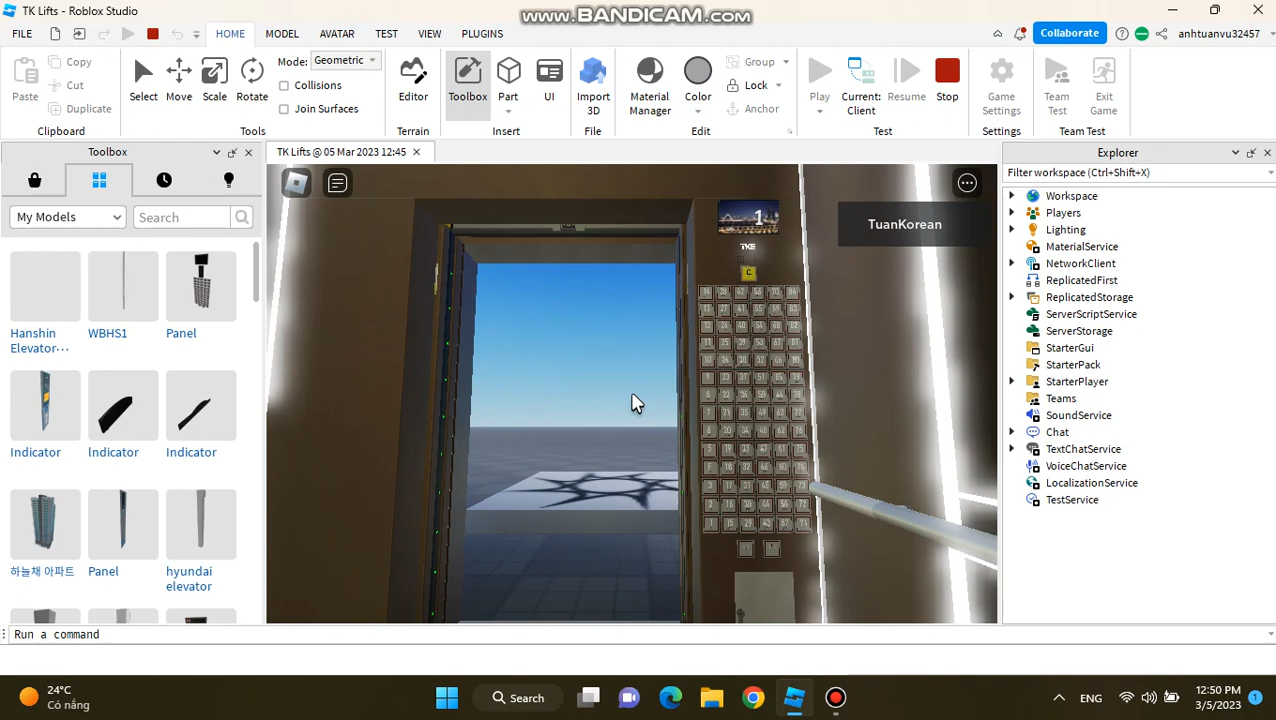 TK Lifts - Roblox Studio
www.BANDICAM.com
FILE
HOME
MODEL
AVATAR
TEST
VIEW
PLUGINS
Collaborate
anhtuanvu32457
Paste
Copy
Cut
Duplicate
Clipboard
Select
Move
Scale
Rotate
Mode:
Geometric
Collisions
Join Surfaces
Tools
Editor
Terrain
Toolbox
Part
UI
Insert
Import
3D
File
Material
Manager
Color
Group
Lock
Anchor
Edit
Play
Current:
Client
Resume
Stop
Test
Game
Settings
Settings
Team
Test
Exit
Game
Team Test
Toolbox
TK Lifts @ 05 Mar 2023 12:45
Explorer
My Models
Search
Hanshin
Elevator...
WBHS1
Panel
Indicator
Indicator
Indicator
하늘채 아파트
Panel
hyundai
elevator
1
TKE
TuanKorean
Filter workspace (Ctrl+Shift+X)
Workspace
Players
Lighting
MaterialService
NetworkClient
ReplicatedFirst
ReplicatedStorage
ServerScriptService
ServerStorage
StarterGui
StarterPack
StarterPlayer
Teams
SoundService
Chat
TextChatService
VoiceChatService
LocalizationService
TestService
Run a command
24°C
Có nắng
Search
ENG
12:50 PM
3/5/2023
1